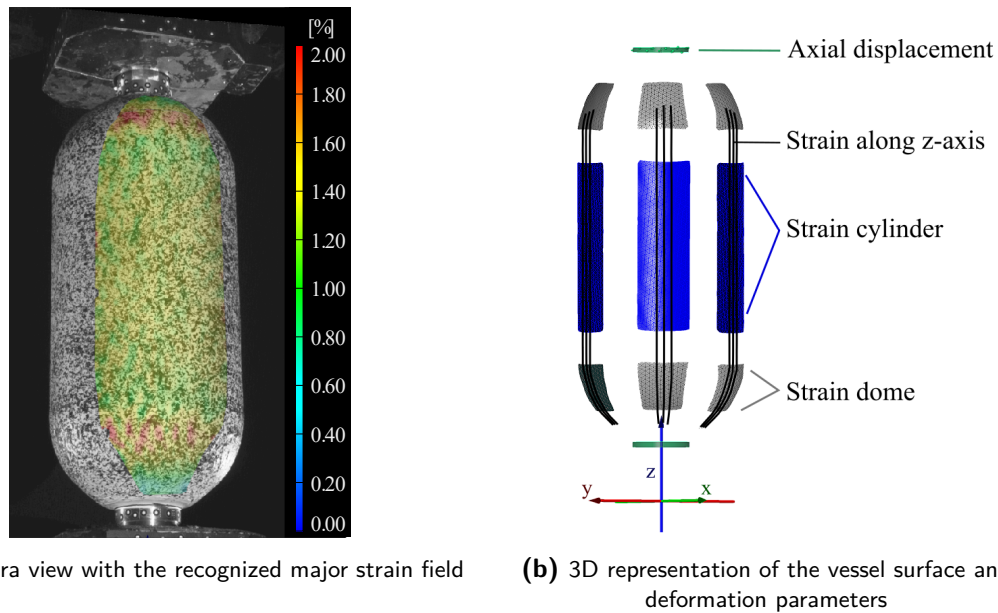 [%]
2.00
1.80
1.60
1.40
1.20
1.00
0.80
0.60
0.40
0.20
0.00
Axial displacement
Strain along z-axis
Strain cylinder
Strain dome
z
y
x
ra view with the recognized major strain field
(b) 3D representation of the vessel surface an
deformation parameters